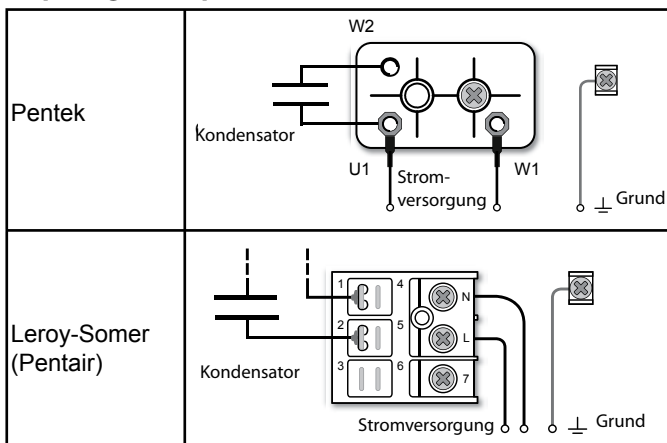 Pentek
W2
Kondensator
U1
W1
Strom-
versorgung
Grund
Leroy-Somer
(Pentair)
1
4
N
2
5
L
3
6
7
Kondensator
Stromversorgung
Grund